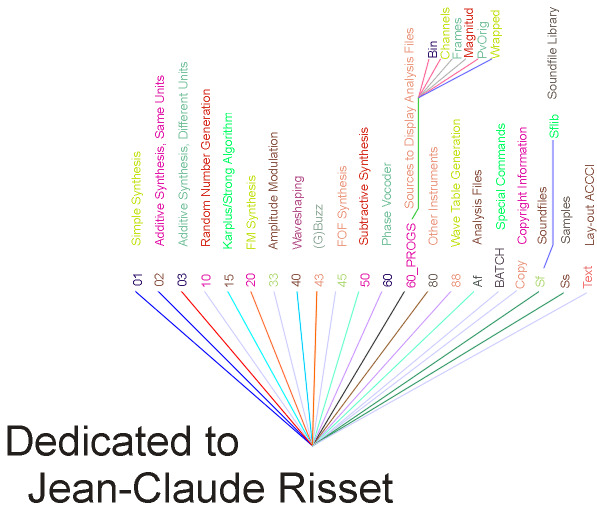 Bin
Channels
Frames
Magnitud
PvOrig
Wrapped
Soundfile Library
Sflib
Simple Synthesis
Additive Synthesis, Same Units
Additive Synthesis, Different Units
Random Number Generation
Karplus/Strong Algorithm
FM Synthesis
Amplitude Modulation
Waveshaping
(G)Buzz
FOF Synthesis
Subtractive Synthesis
Phase Vocoder
Sources to Display Analysis Files
Other Instruments
Wave Table Generation
Analysis Files
Special Commands
Copyright Information
Soundfiles
Samples
Lay-out ACCCI
01
02
03
10
15
20
33
40
43
45
50
60
60_PROGS
80
88
Af
BATCH
Copy
Sf
Ss
Text
Dedicated to
Jean-Claude Risset